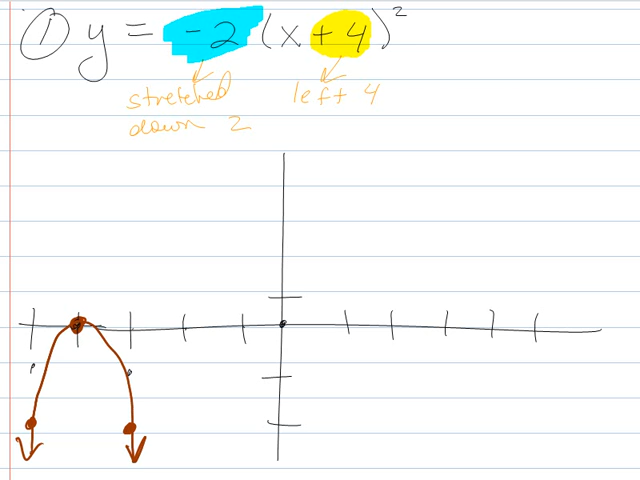 ① y = -2 (x + 4)²
stretched left 4
down 2